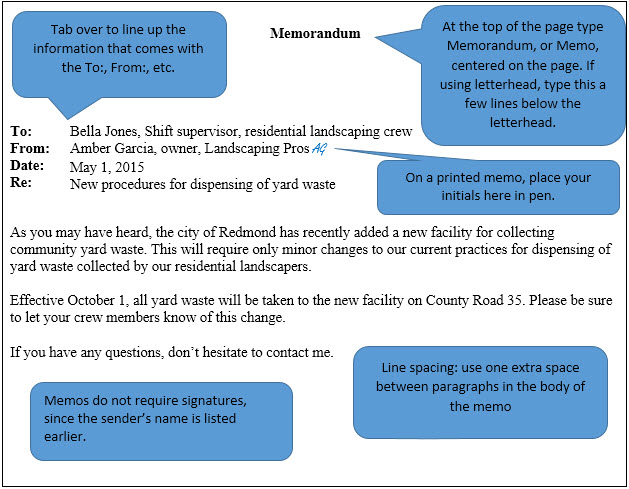 Tab over to line up the
information that comes with
the To:, From:, etc.
Memorandum
At the top of the page type
Memorandum, or Memo,
centered on the page. If
using letterhead, type this a
few lines below the
letterhead.
To: Bella Jones, Shift supervisor, residential landscaping crew
From: Amber Garcia, owner, Landscaping Pros AG
Date: May 1, 2015
Re: New procedures for dispensing of yard waste
On a printed memo, place your
initials here in pen.
As you may have heard, the city of Redmond has recently added a new facility for collecting
community yard waste. This will require only minor changes to our current practices for dispensing of
yard waste collected by our residential landscapers.
Effective October 1, all yard waste will be taken to the new facility on County Road 35. Please be sure
to let your crew members know of this change.
If you have any questions, don’t hesitate to contact me.
Line spacing: use one extra space
between paragraphs in the body of
the memo
Memos do not require signatures,
since the sender’s name is listed
earlier.